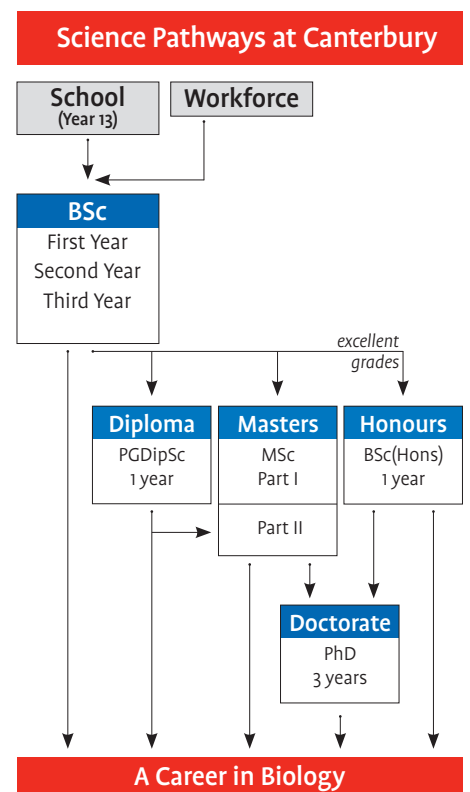 Science Pathways at Canterbury
School
(Year 13)
Workforce
BSc
First Year
Second Year
Third Year
excellent
grades
Diploma
PGDipSc
1 year
Masters
MSc
Part I
Part II
Honours
BSc(Hons)
1 year
Doctorate
PhD
3 years
A Career in Biology